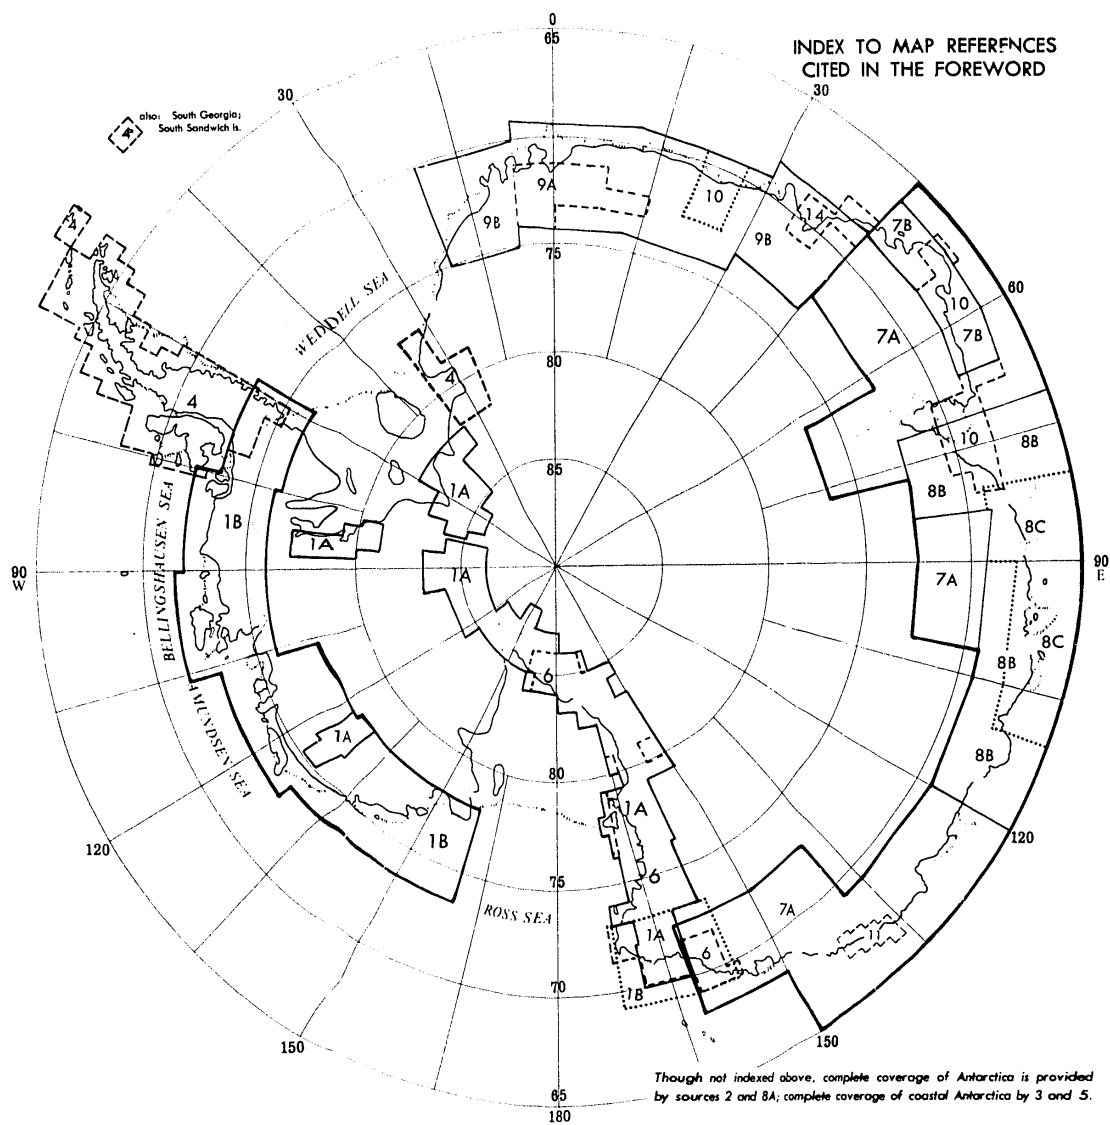 0
65
INDEX TO MAP REFERENCES
CITED IN THE FOREWORD
30
30
also: South Georgia;
South Sandwich Is.
4
9A
10
14
9B
9B
7B
4
75
60
WEDDELL SEA
10
7A
7B
80
4
4
10
8B
85
1A
8B
1B
8C
1A
BELLINGSHAUSEN SEA
90
W
1A
7A
90
E
8C
8B
6
AMUNDSEN SEA
1A
8B
80
1A
120
120
1B
75
6
ROSS SEA
7A
1A
11
6
70
1B
150
150
Though not indexed above, complete coverage of Antarctica is provided
by sources 2 and 8A; complete coverage of coastal Antarctica by 3 and 5.
65
180